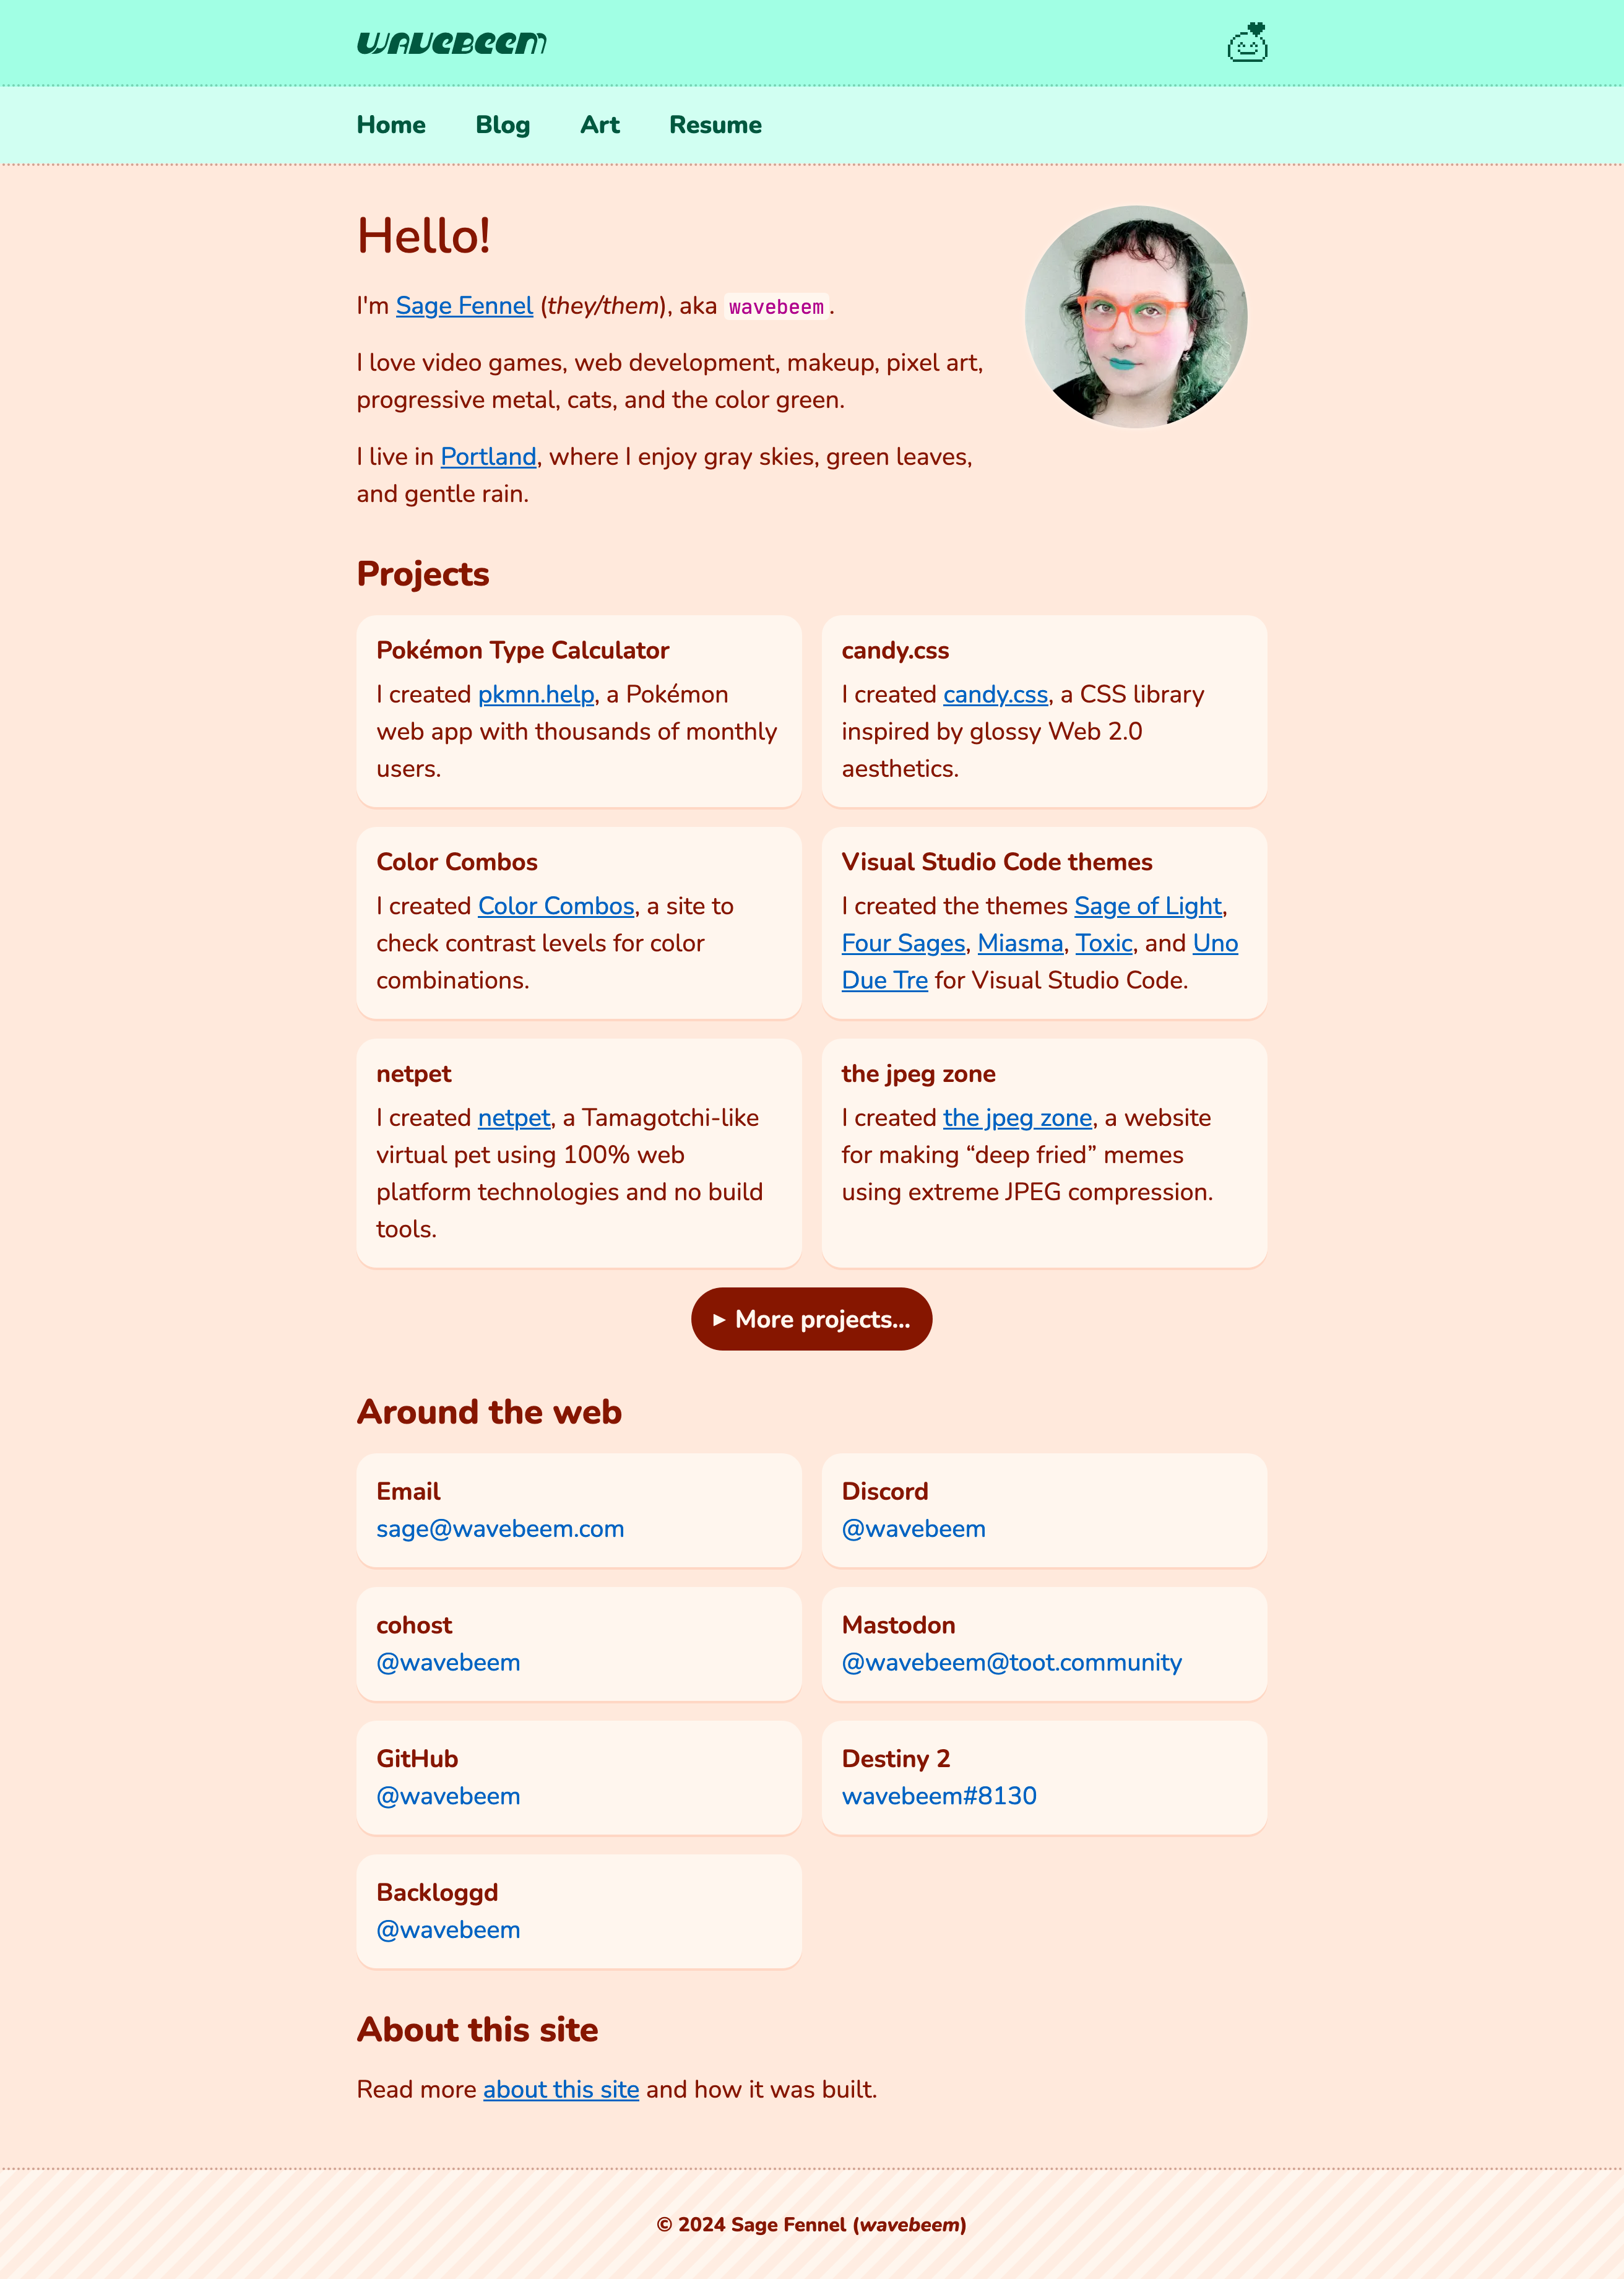 wavebeem
Home Blog Art Resume
Hello!
I'm Sage Fennel (they/them), aka wavebeem.
I love video games, web development, makeup, pixel art,
progressive metal, cats, and the color green.
I live in Portland, where I enjoy gray skies, green leaves,
and gentle rain.
Projects
Pokémon Type Calculator
I created pkmn.help, a Pokémon
web app with thousands of monthly
users.
candy.css
I created candy.css, a CSS library
inspired by glossy Web 2.0
aesthetics.
Color Combos
I created Color Combos, a site to
check contrast levels for color
combinations.
Visual Studio Code themes
I created the themes Sage of Light,
Four Sages, Miasma, Toxic, and Uno
Due Tre for Visual Studio Code.
netpet
I created netpet, a Tamagotchi-like
virtual pet using 100% web
platform technologies and no build
tools.
the jpeg zone
I created the jpeg zone, a website
for making “deep fried” memes
using extreme JPEG compression.
▸ More projects...
Around the web
Email
sage@wavebeem.com
Discord
@wavebeem
cohost
@wavebeem
Mastodon
@wavebeem@toot.community
GitHub
@wavebeem
Destiny 2
wavebeem#8130
Backloggd
@wavebeem
About this site
Read more about this site and how it was built.
© 2024 Sage Fennel (wavebeem)